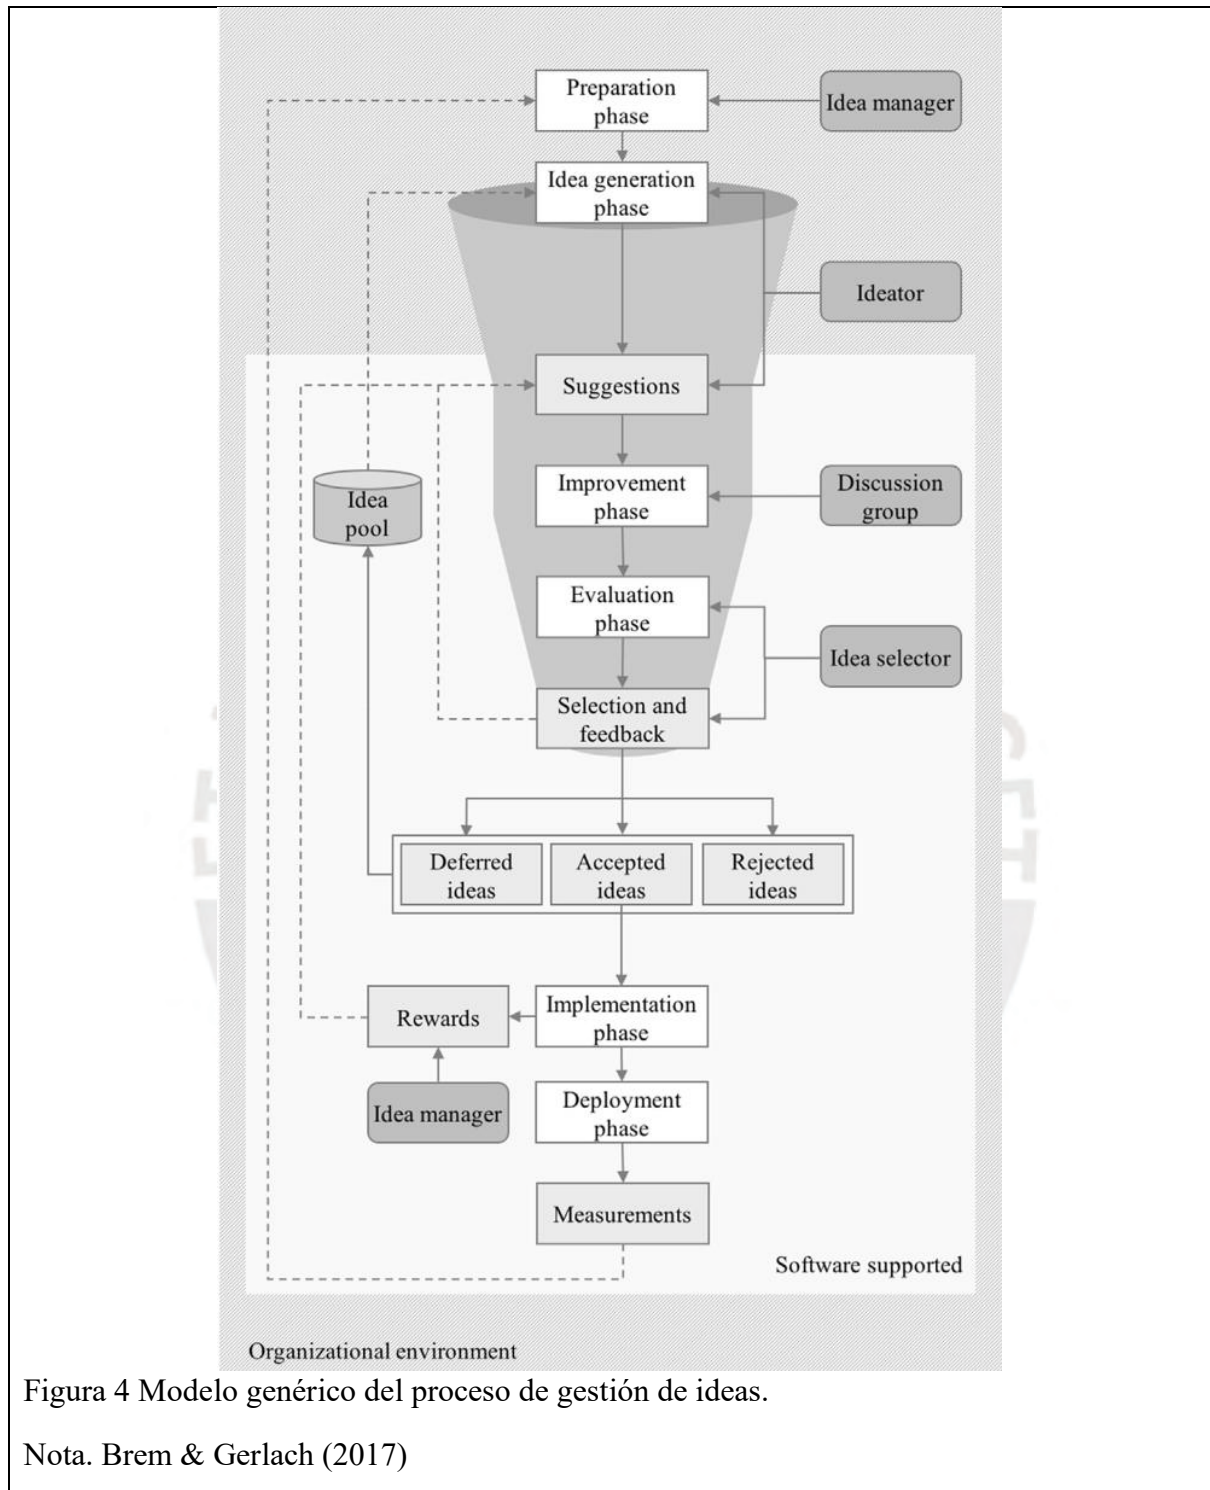 Preparation
phase
Idea manager
Idea generation
phase
Ideator
Suggestions
Improvement
phase
Discussion
group
Idea
pool
Evaluation
phase
Idea selector
Selection and
feedback
Deferred
ideas
Accepted
ideas
Rejected
ideas
Rewards
Implementation
phase
Idea manager
Deployment
phase
Measurements
Software supported
Organizational environment
Figura 4 Modelo genérico del proceso de gestión de ideas.
Nota. Brem & Gerlach (2017)